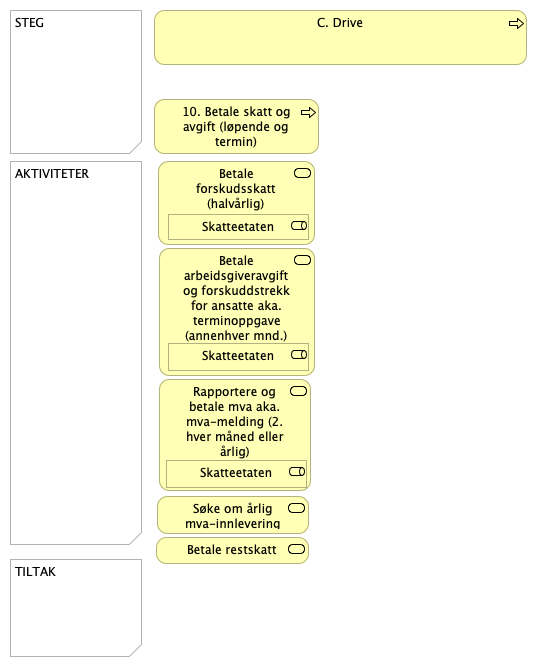 STEG
C. Drive
10. Betale skatt og
avgift (løpende og
termin)
AKTIVITETER
Betale
forskudsskatt
(halvårlig)
Skatteetaten
Betale
arbeidsgiveravgift
og forskuddstrekk
for ansatte aka.
terminoppgave
(annenhver mnd.)
Skatteetaten
Rapportere og
betale mva aka.
mva-melding (2.
hver måned eller
årlig)
Skatteetaten
Søke om årlig
mva-innlevering
Betale restskatt
TILTAK